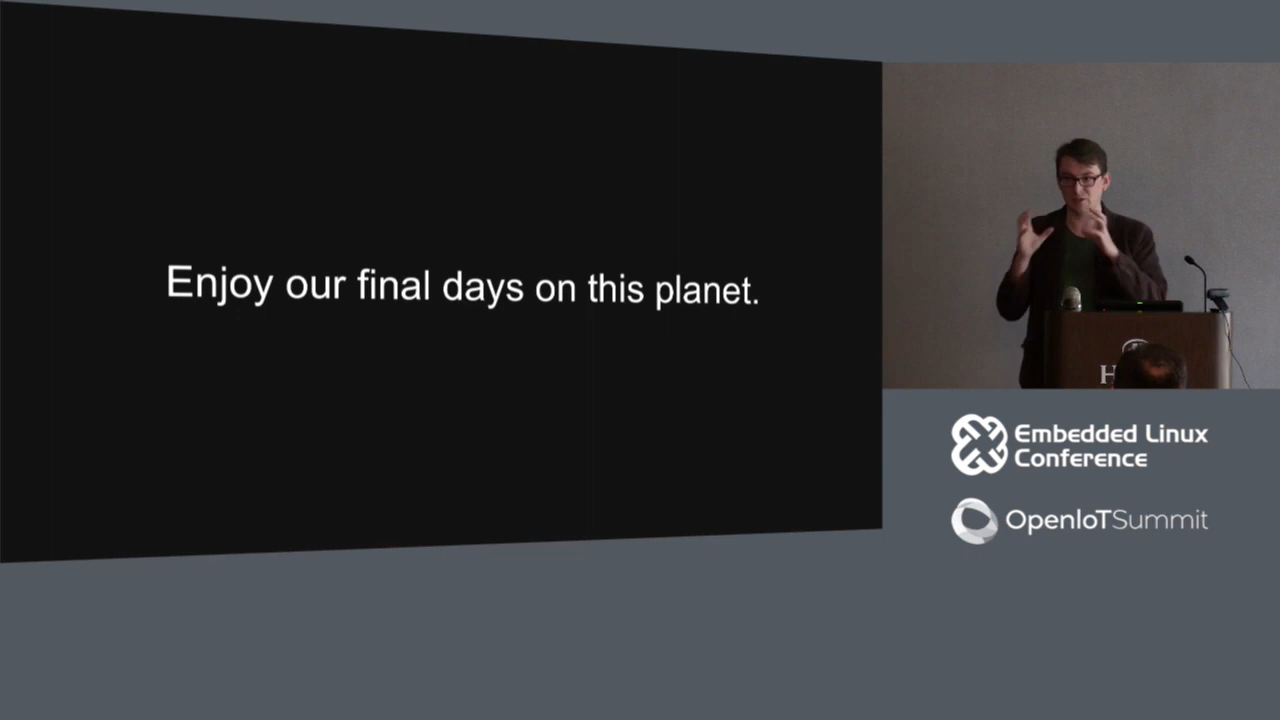 Enjoy our final days on this planet.
Embedded Linux
Conference
OpenIoTSummit